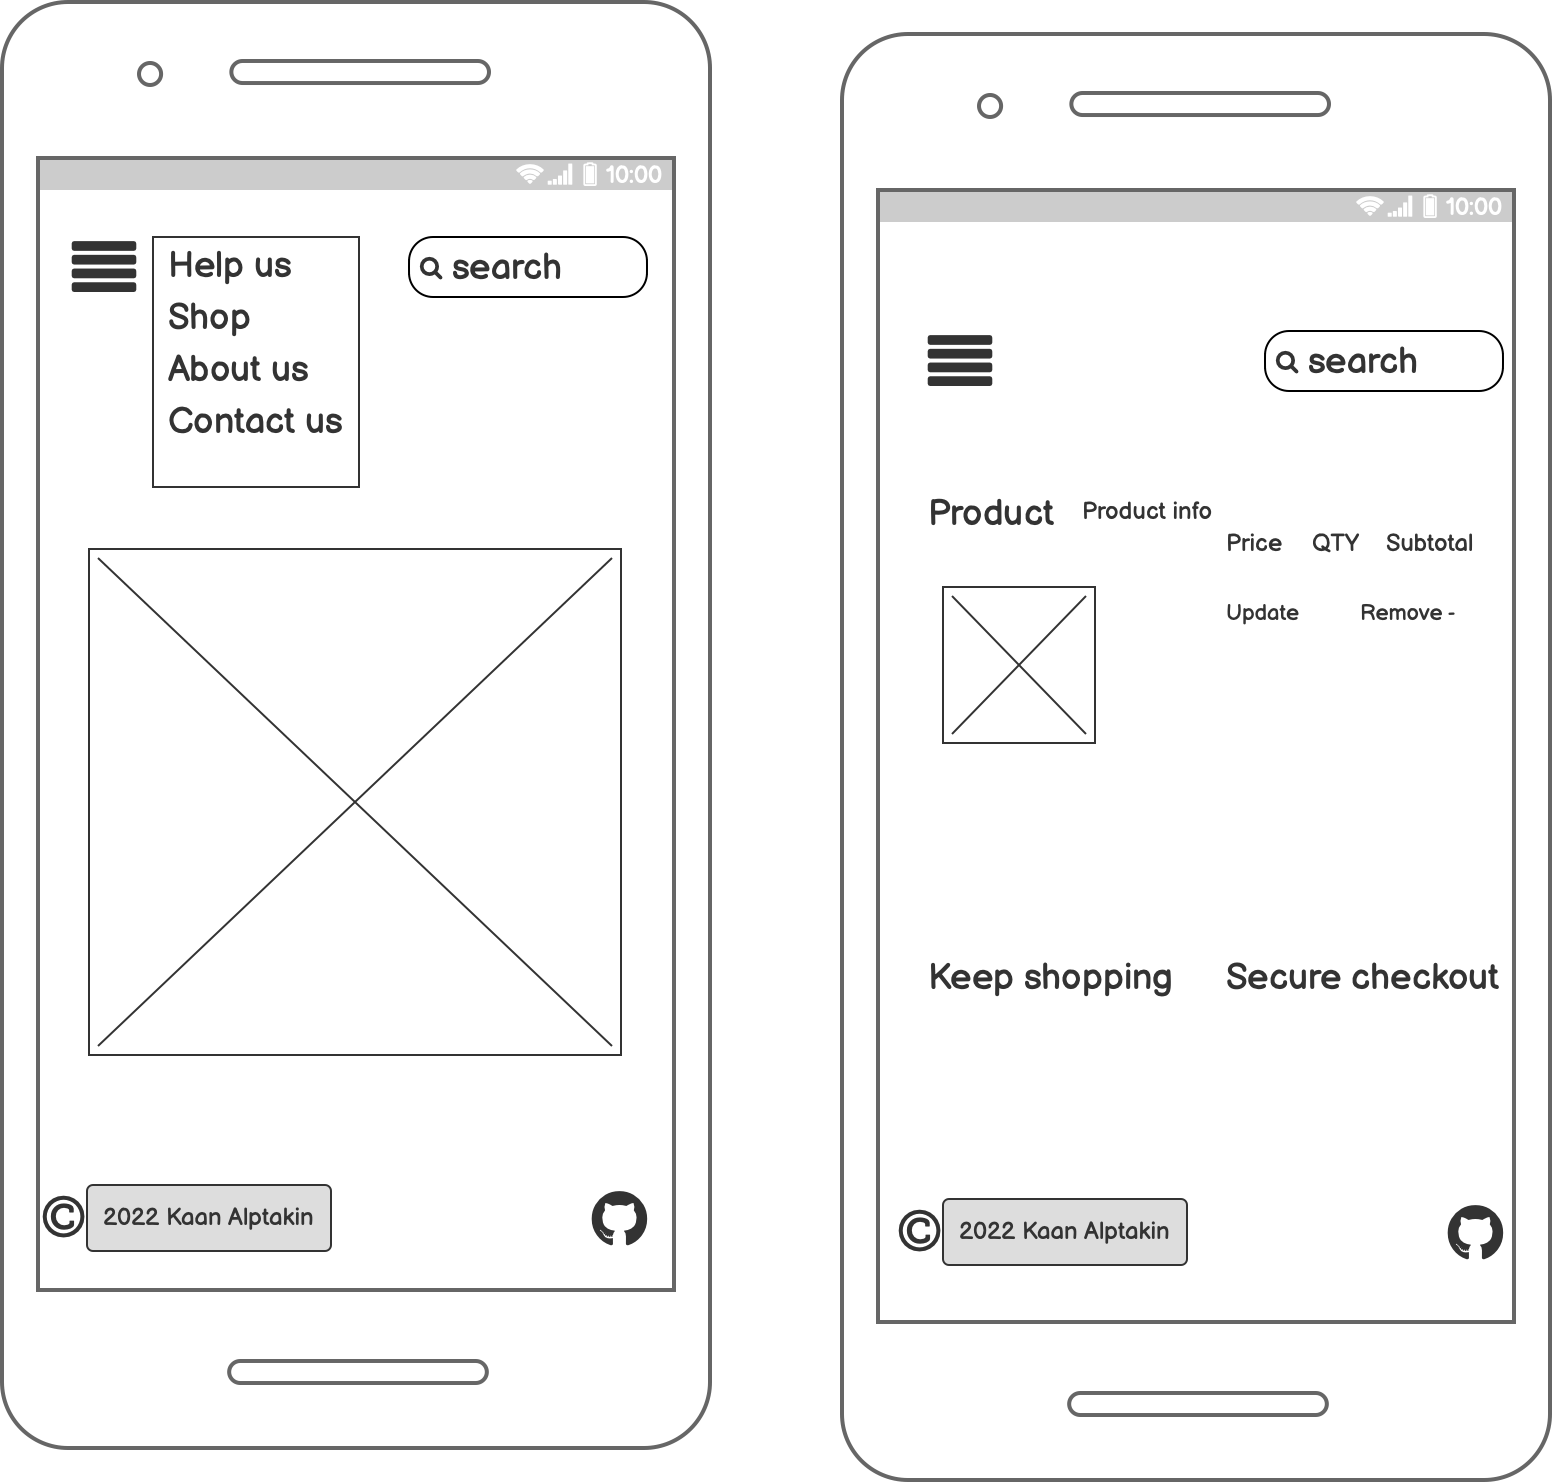 10:00
Help us
Shop
About us
Contact us
search
© 2022 Kaan Alptakin
10:00
search
Product
Product info
Price QTY Subtotal
Update Remove -
Keep shopping Secure checkout
© 2022 Kaan Alptakin